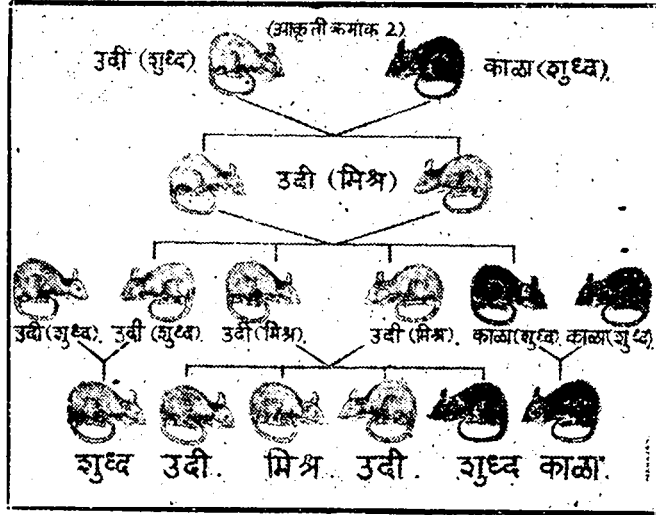 (आकृती क्रमांक 2)
उदी (शुध्द) काळा (शुध्द).
उदी (मिश्र)
उदी (शुध्द). उदी (शुध्द). उदी (मिश्र) उदी (मिश्र). काळा (शुध्द) काळा (शुध्द).
शुध्द उदी. मिश्र उदी. शुध्द काळा.